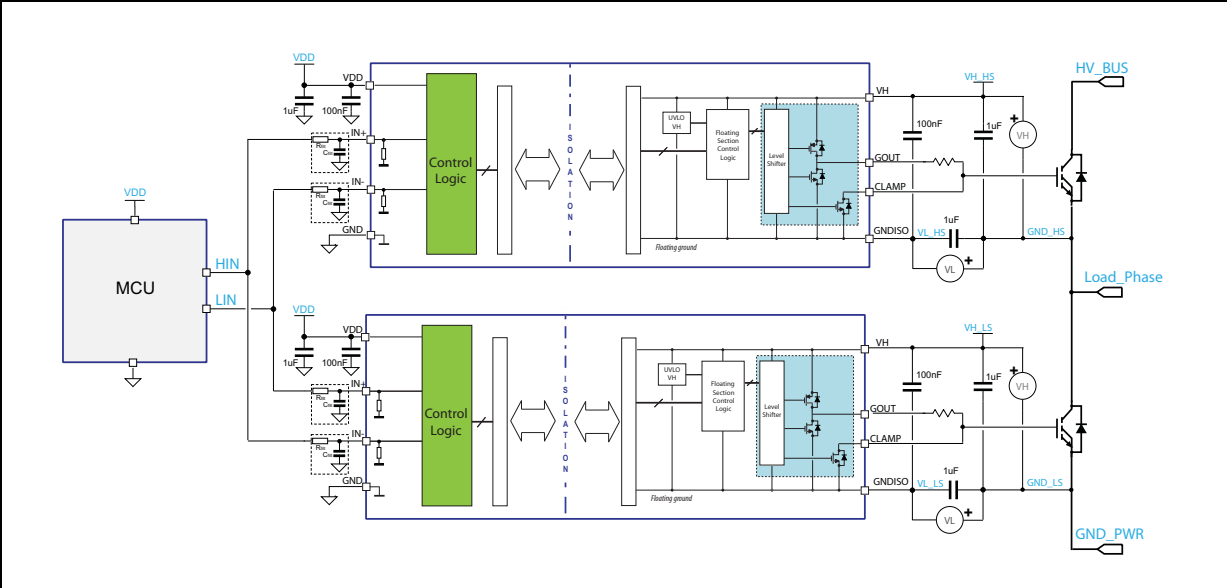 VDD
VDD
1uF
100nF
IN+
R
C
IN-
R
C
GND
Control
Logic
I
S
O
L
A
T
I
O
N
UVLO
VH
Floating
Section
Control
Logic
Level
Shifter
Floating ground
VH
GOUT
CLAMP
GNDISO
VH_HS
100nF
1uF
+
VH
1uF
VL_HS
GND_HS
VL
+
HV_BUS
Load_Phase
VDD
MCU
HIN
LIN
VDD
VDD
1uF
100nF
IN+
R
C
IN-
R
C
GND
Control
Logic
I
S
O
L
A
T
I
O
N
UVLO
VH
Floating
Section
Control
Logic
Level
Shifter
Floating ground
VH
GOUT
CLAMP
GNDISO
VH_LS
100nF
1uF
+
VH
1uF
VL_LS
GND_LS
VL
+
GND_PWR